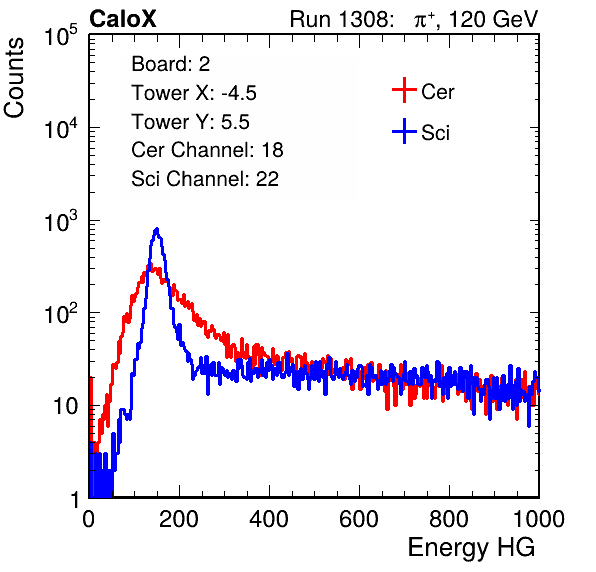 CaloX Run 1308: π⁺, 120 GeV
Counts
10⁵
10⁴
10³
10²
10
1
Board: 2
Tower X: -4.5
Tower Y: 5.5
Cer Channel: 18
Sci Channel: 22
Cer
Sci
0 200 400 600 800 1000
Energy HG